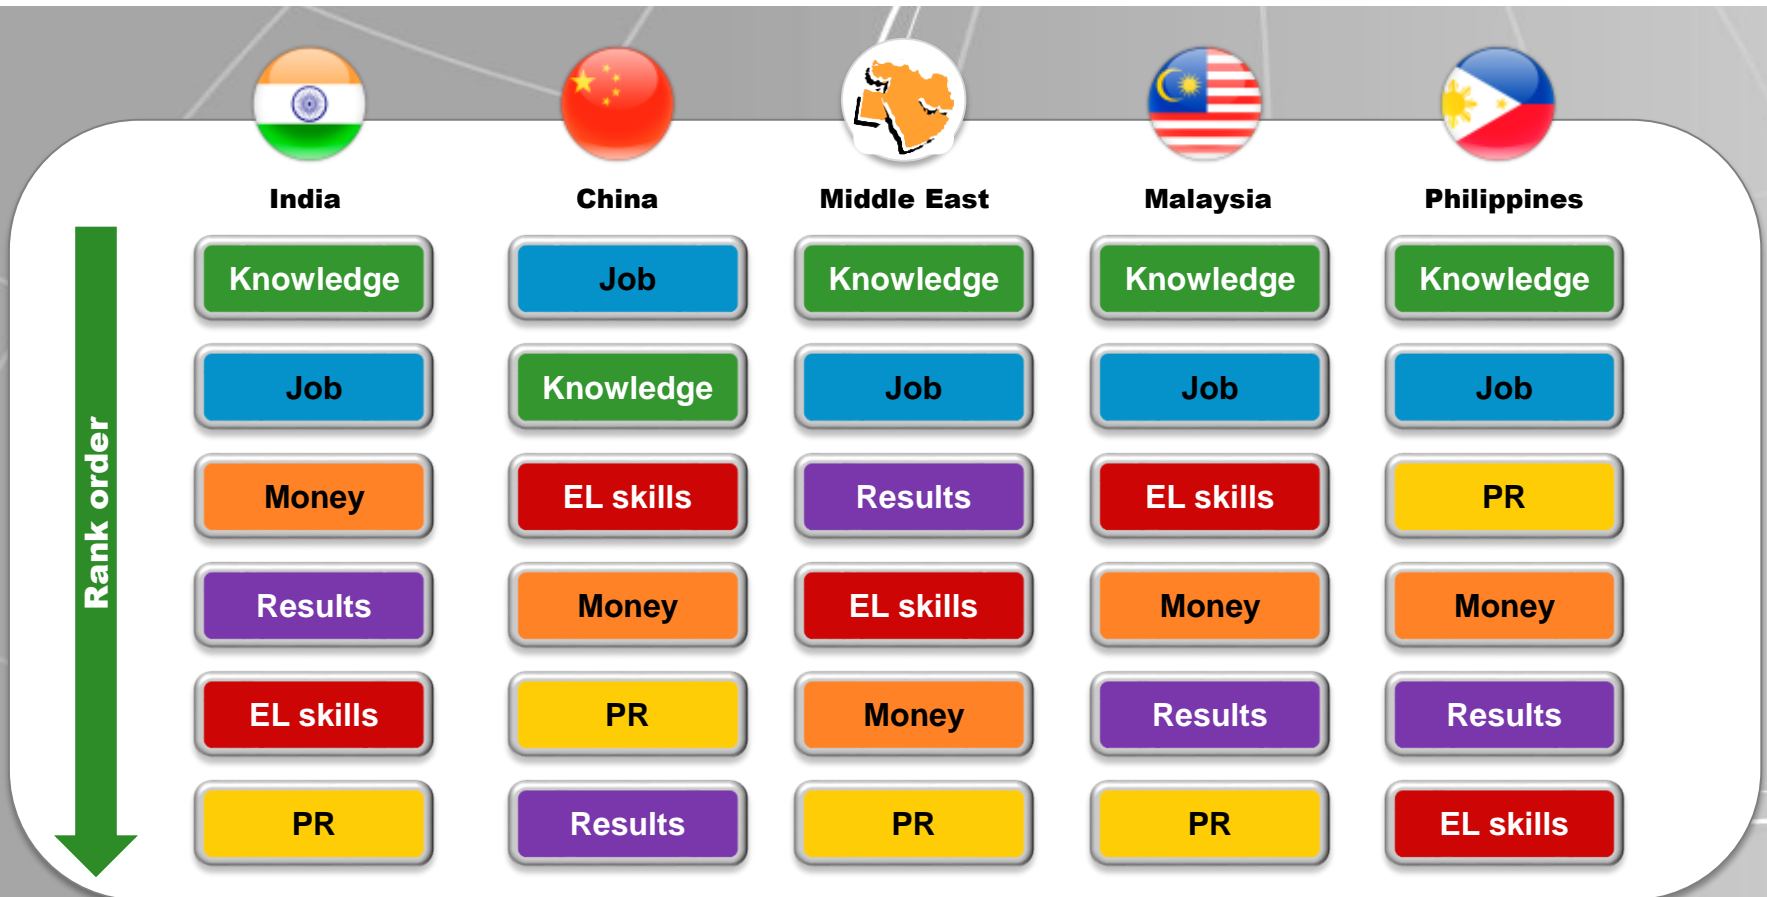 India
China
Middle East
Malaysia
Philippines
Rank order
Knowledge
Job
Knowledge
Knowledge
Knowledge
Job
Knowledge
Job
Job
Job
Money
EL skills
Results
EL skills
PR
Results
Money
EL skills
Money
Money
EL skills
PR
Money
Results
Results
PR
Results
PR
PR
EL skills